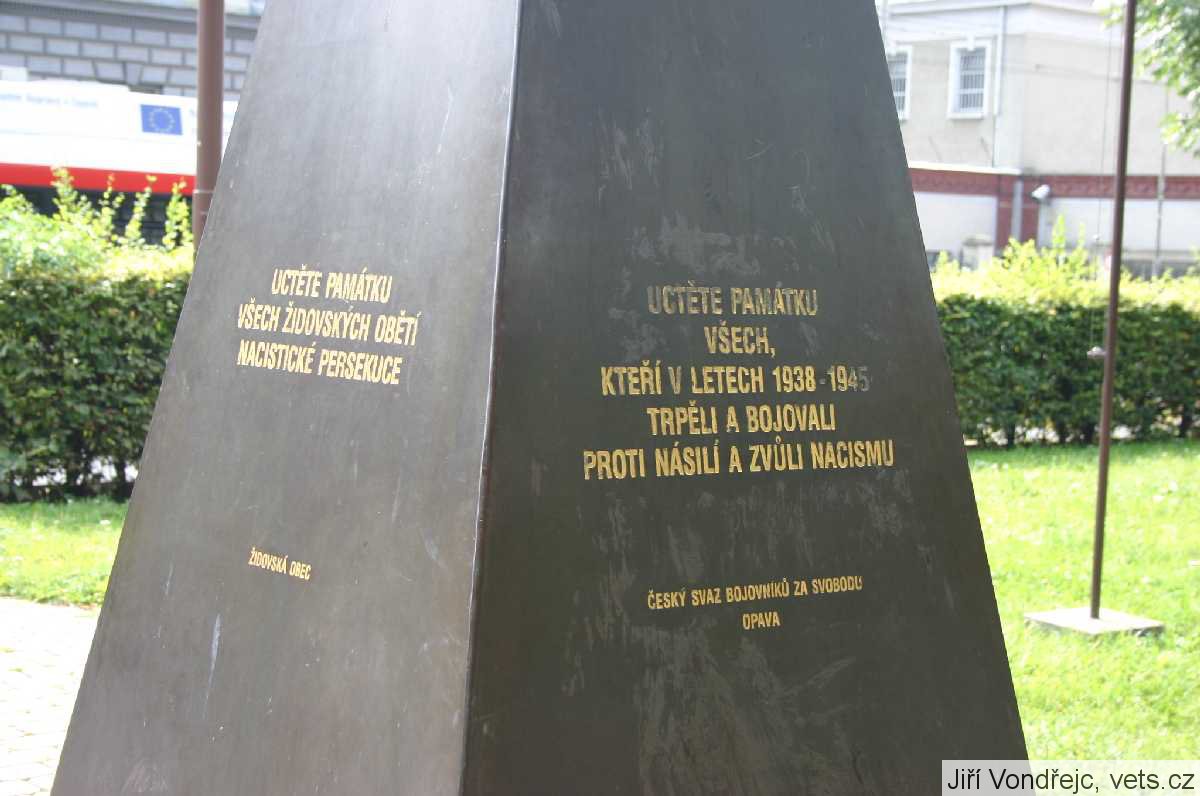 UCTĚTE PAMÁTKU
VŠECH ŽIDOVSKÝCH OBĚTÍ
NACISTICKÉ PERSEKUCE
ŽIDOVSKÁ OBEC
UCTĚTE PAMÁTKU
VŠECH,
KTEŘÍ V LETECH 1938-1945
TRPĚLI A BOJOVALI
PROTI NÁSILÍ A ZVŮLI NACISMU
ČESKÝ SVAZ BOJOVNÍKŮ ZA SVOBODU
OPAVA
Jiří Vondřejc, vets.cz